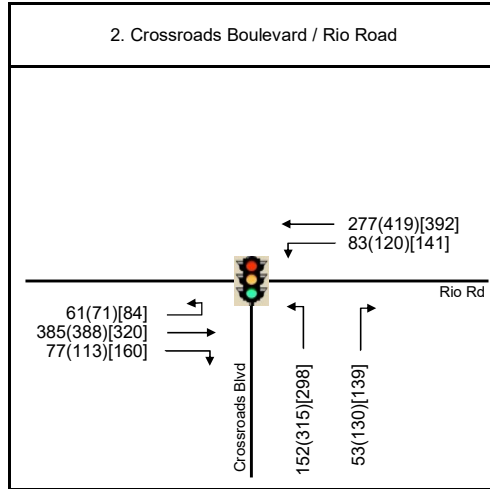 2. Crossroads Boulevard / Rio Road
277(419)[392]
83(120)[141]
Rio Rd
61(71)[84]
385(388)[320]
77(113)[160]
Crossroads Blvd
152(315)[298]
53(130)[139]